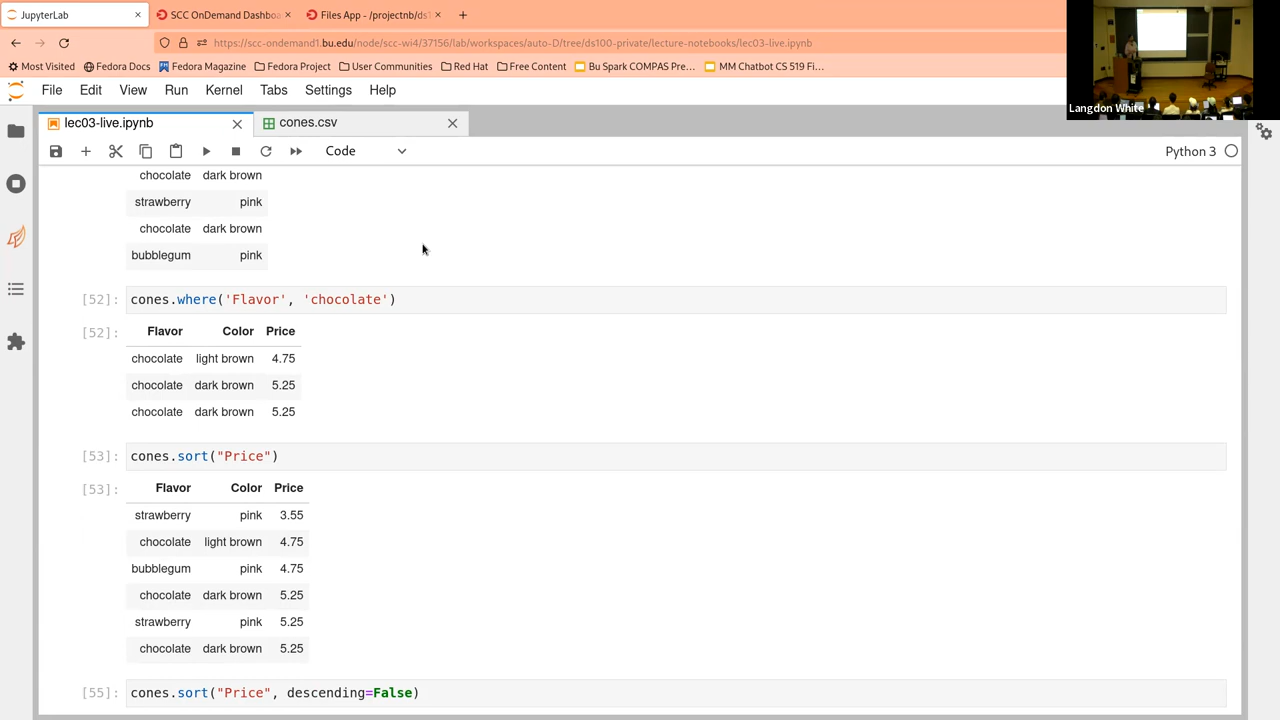 JupyterLab
SCC OnDemand Dashboa
Files App - /projectnb/ds1
https://scc-ondemand1.bu.edu/node/scc-wi4/37156/lab/workspaces/auto-D/tree/ds100-private/lecture-notebooks/lec03-live.ipynb
Most Visited Fedora Docs Fedora Magazine Fedora Project User Communities Red Hat Free Content Bu Spark COMPAS Pre… MM Chatbot CS 519 Fi…
Langdon White
File Edit View Run Kernel Tabs Settings Help
lec03-live.ipynb
cones.csv
Code
Python 3
chocolate dark brown
strawberry pink
chocolate dark brown
bubblegum pink
[52]: cones.where('Flavor', 'chocolate')
[52]: Flavor Color Price
chocolate light brown 4.75
chocolate dark brown 5.25
chocolate dark brown 5.25
[53]: cones.sort("Price")
[53]: Flavor Color Price
strawberry pink 3.55
chocolate light brown 4.75
bubblegum pink 4.75
chocolate dark brown 5.25
strawberry pink 5.25
chocolate dark brown 5.25
[55]: cones.sort("Price", descending=False)